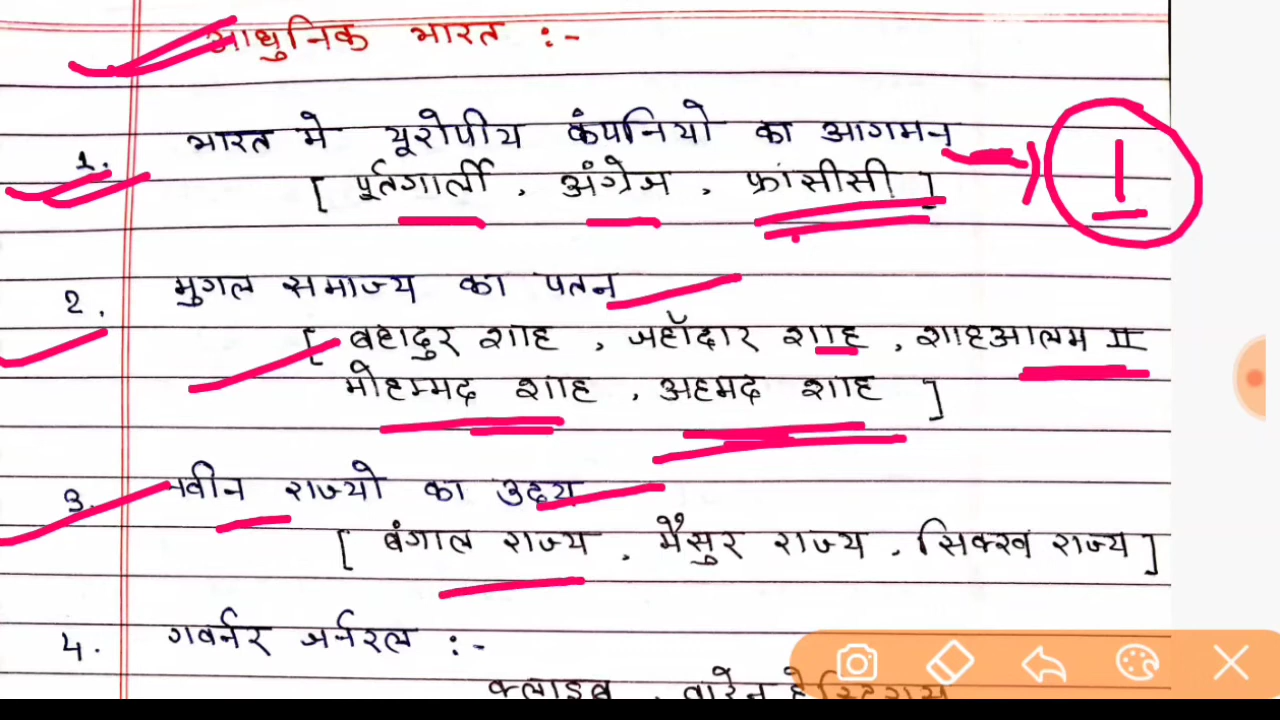 आधुनिक भारत :-
1. भारत मे यूरोपीय कंपनियो का आगमन
1
[ पूर्तगार्ली , अंग्रेज , फ्रांसीसी ]
2. मुगल समाज्य का पतन
[ बहादुर शाह , जहाँदार शाह , शाहआलम II
मोहम्मद शाह , अहमद शाह ]
3. नवीन राज्यो का उदय
[ बंगाल राज्य , मैसुर राज्य , सिक्ख राज्य ]
4. गवर्नर जर्नरल :-
क्लाइव , वारेन